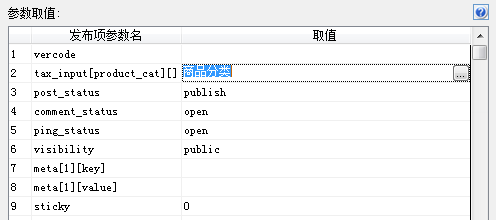 参数取值:
发布项参数名 取值
1 vercode
2 tax_input[product_cat][] 商品分类 ...
3 post_status publish
4 comment_status open
5 ping_status open
6 visibility public
7 meta[1][key]
8 meta[1][value]
9 sticky 0